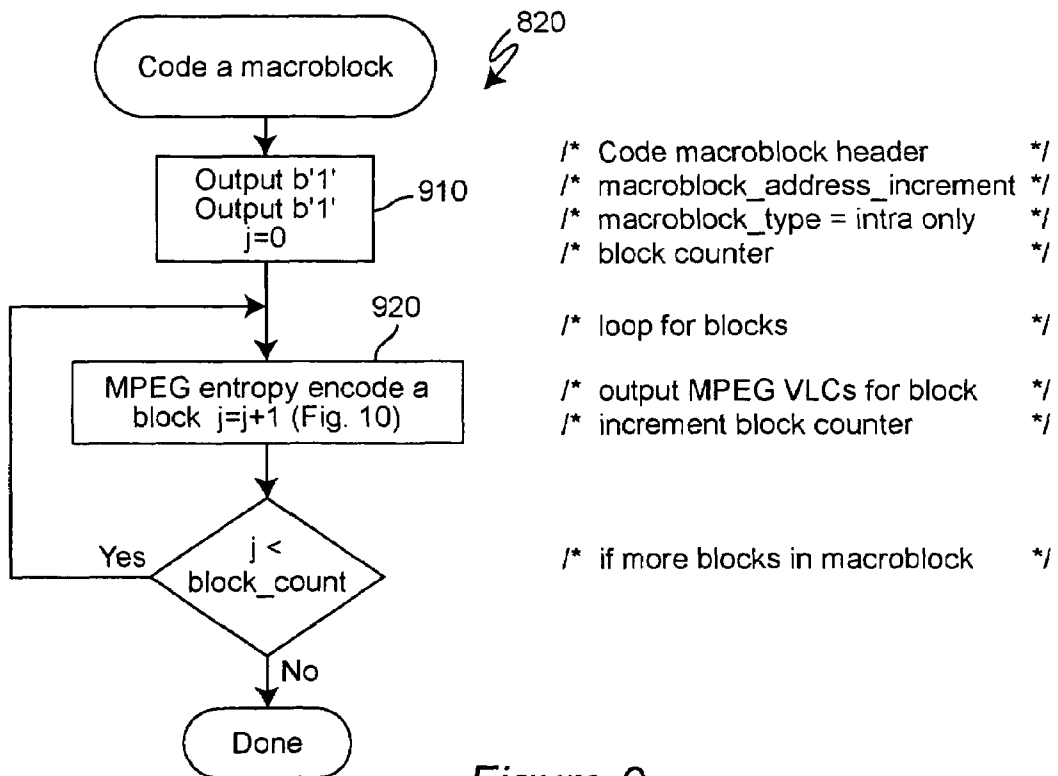 820
Code a macroblock
Output b'1'
Output b'1'
j=0
910
/* Code macroblock header */
/* macroblock_address_increment */
/* macroblock_type = intra only */
/* block counter */
920
/* loop for blocks */
MPEG entropy encode a
block j=j+1 (Fig. 10)
/* output MPEG VLCs for block */
/* increment block counter */
Yes
j <
block_count
/* if more blocks in macroblock */
No
Done